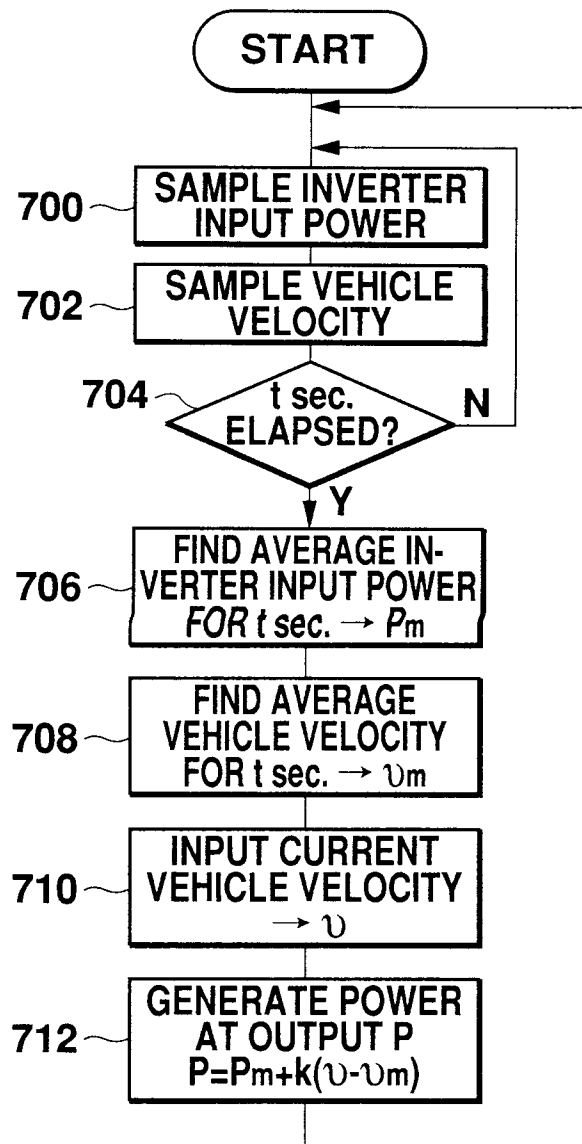 START
700
SAMPLE INVERTER
INPUT POWER
702
SAMPLE VEHICLE
VELOCITY
704
t sec.
ELAPSED?
N
Y
706
FIND AVERAGE IN-
VERTER INPUT POWER
FOR t sec. → Pm
708
FIND AVERAGE
VEHICLE VELOCITY
FOR t sec. → υm
710
INPUT CURRENT
VEHICLE VELOCITY
→ υ
712
GENERATE POWER
AT OUTPUT P
P=Pm+k(υ-υm)